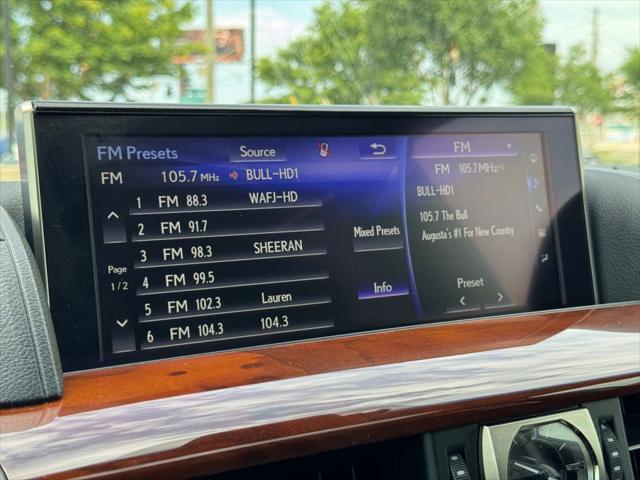 FM Presets
Source
FM 105.7 MHz BULL-HD1
1 FM 88.3 WAFJ-HD
2 FM 91.7
3 FM 98.3 SHEERAN
4 FM 99.5
5 FM 102.3 Lauren
6 FM 104.3 104.3
Page
1/2
Mixed Presets
Info
FM
FM 105.7MHz
BULL-HD1
105.7 The Bull
Augusta's #1 For New Country
Preset